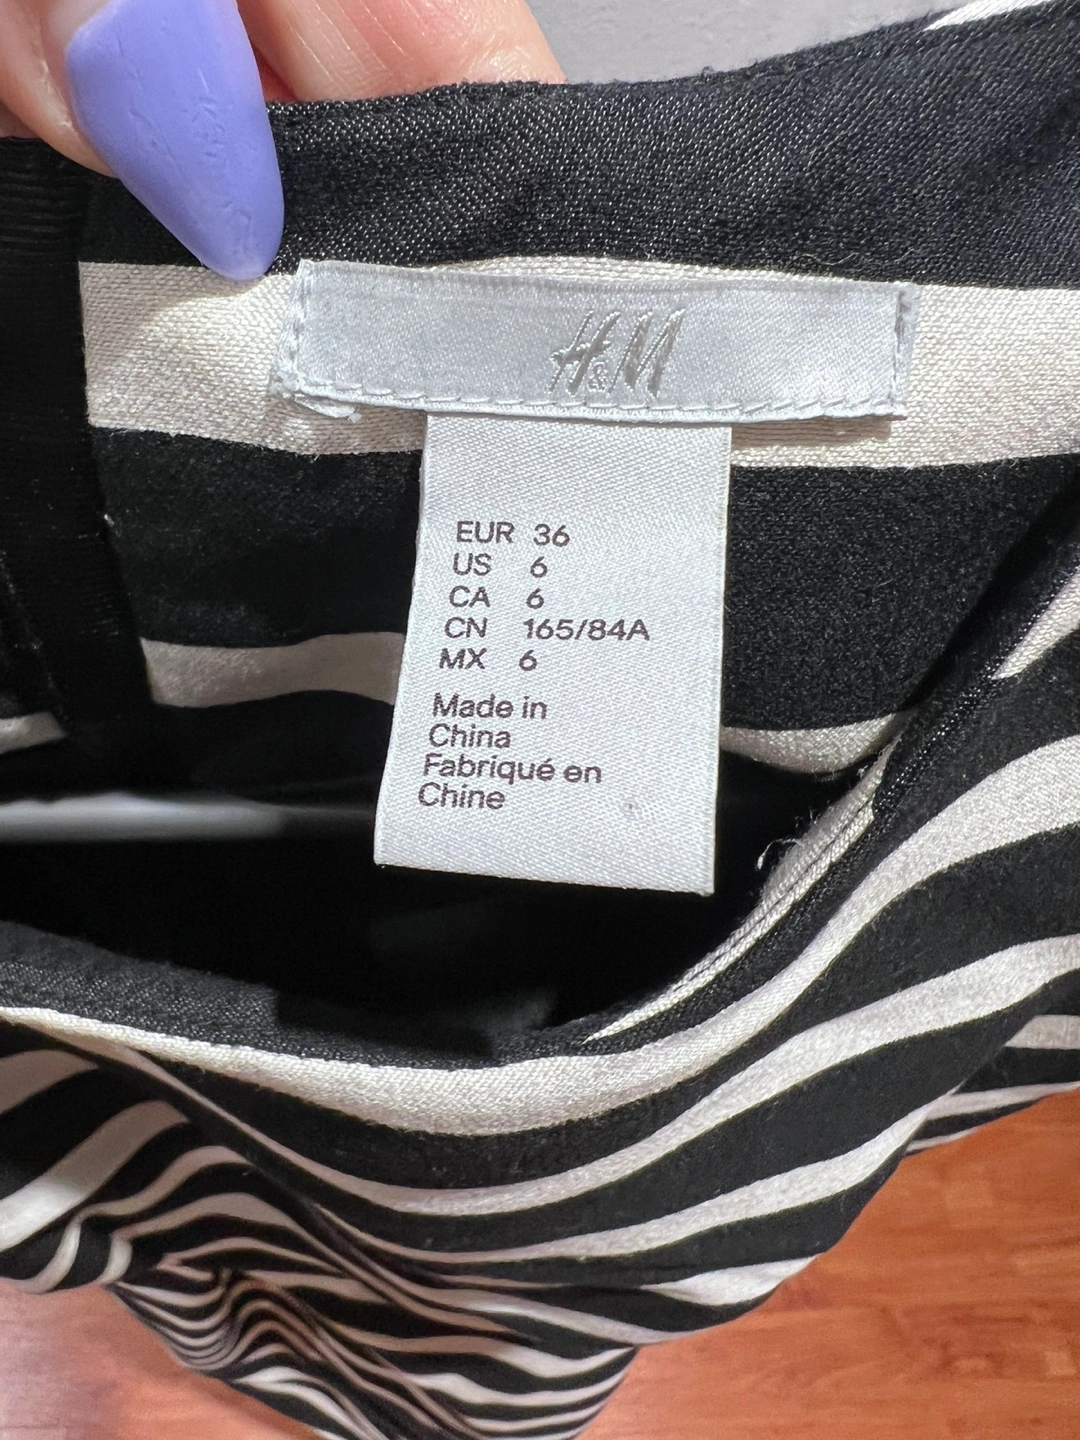 H&M
EUR 36
US 6
CA 6
CN 165/84A
MX 6
Made in
China
Fabriqué en
Chine